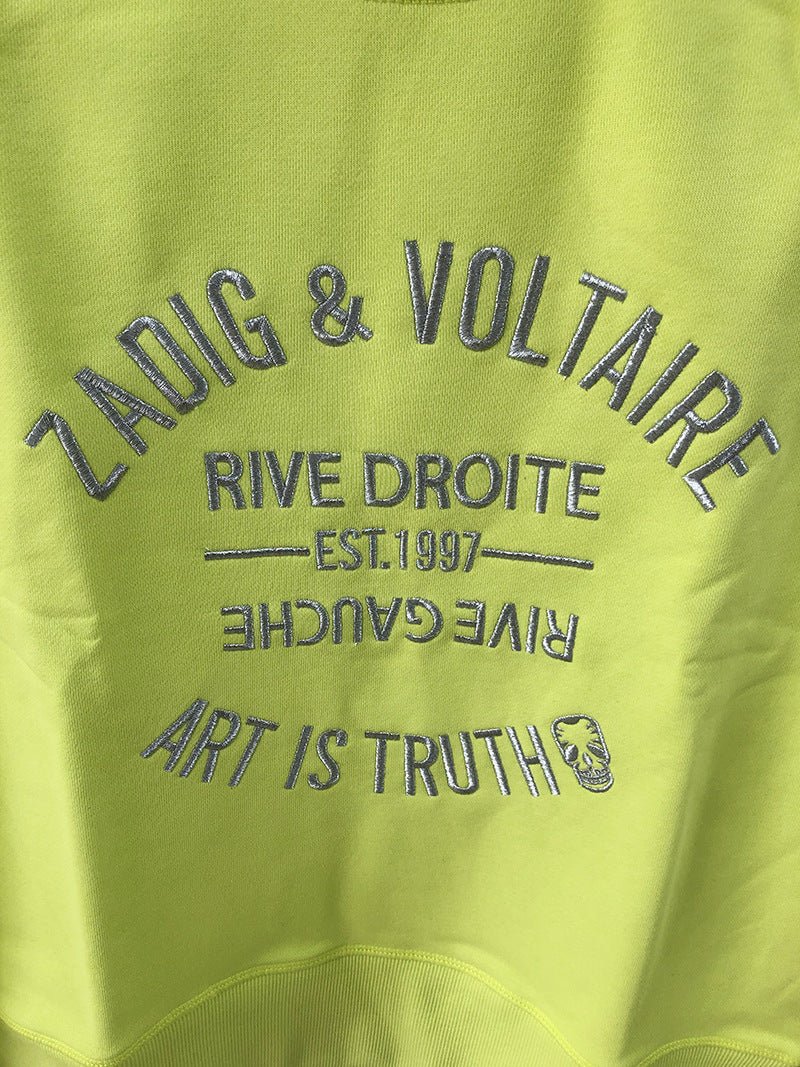 ZADIG & VOLTAIRE
RIVE DROITE
EST.1997
RIVE GAUCHE
ART IS TRUTH